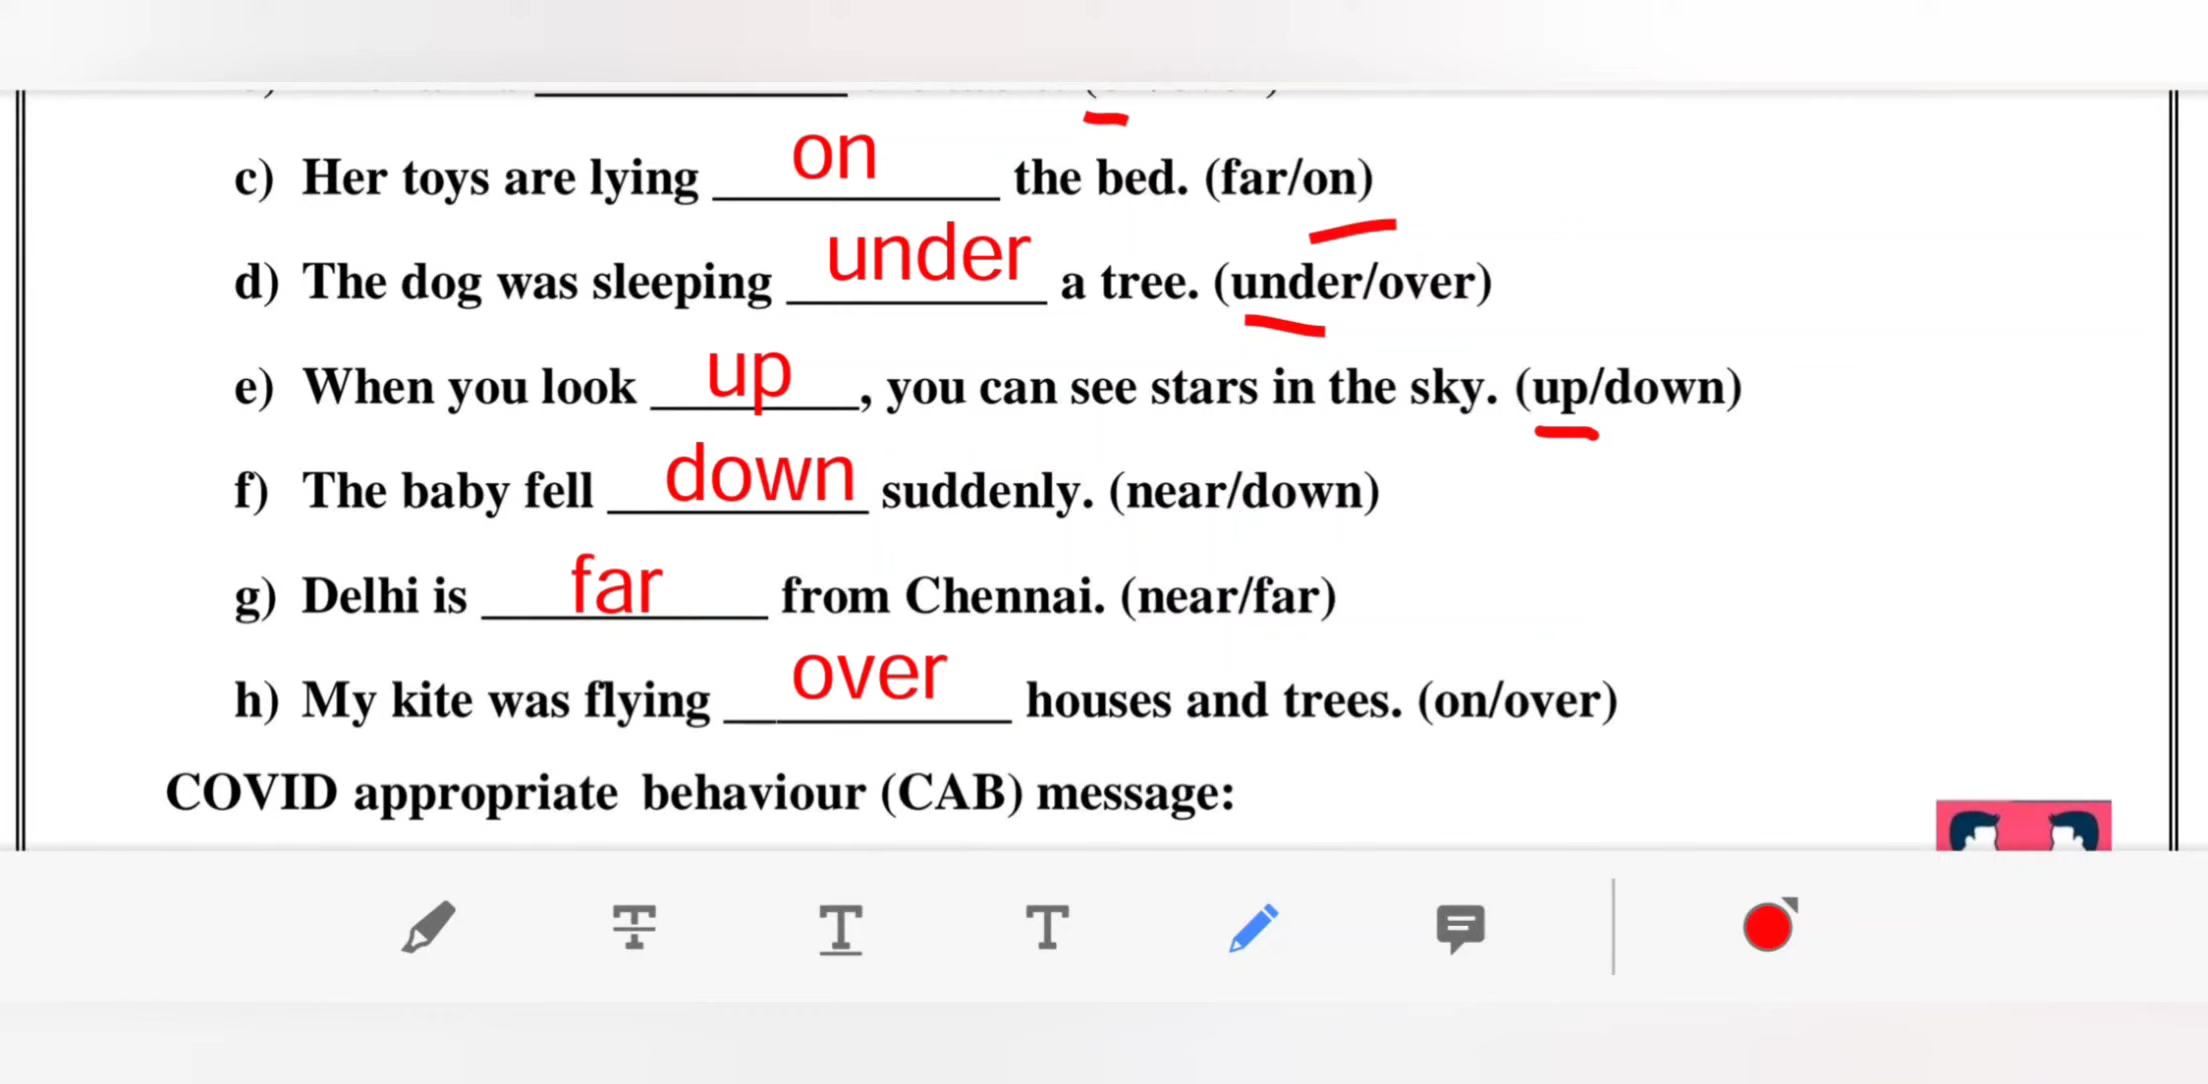 c) Her toys are lying on the bed. (far/on)
d) The dog was sleeping under a tree. (under/over)
e) When you look up, you can see stars in the sky. (up/down)
f) The baby fell down suddenly. (near/down)
g) Delhi is far from Chennai. (near/far)
h) My kite was flying over houses and trees. (on/over)
COVID appropriate behaviour (CAB) message: